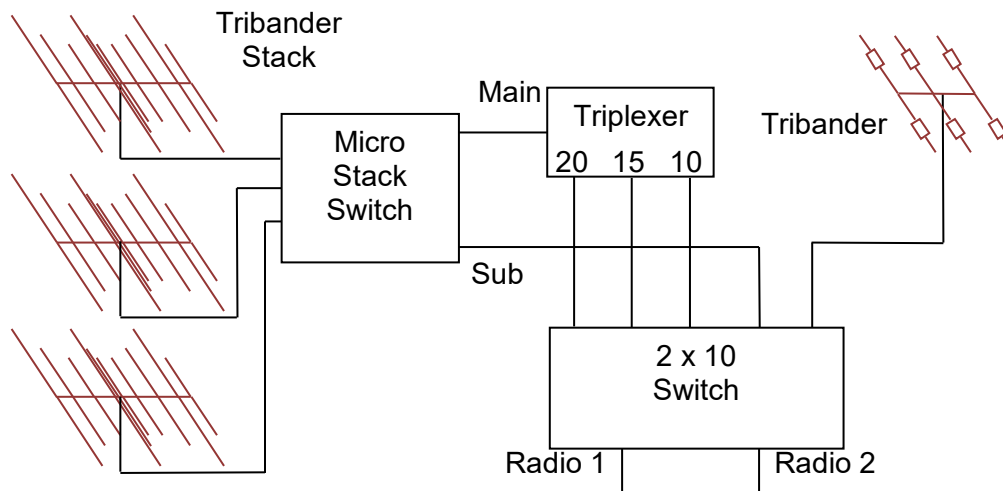 Tribander
Stack
Main
Triplexer
20 15 10
Tribander
Micro
Stack
Switch
Sub
2 x 10
Switch
Radio 1
Radio 2